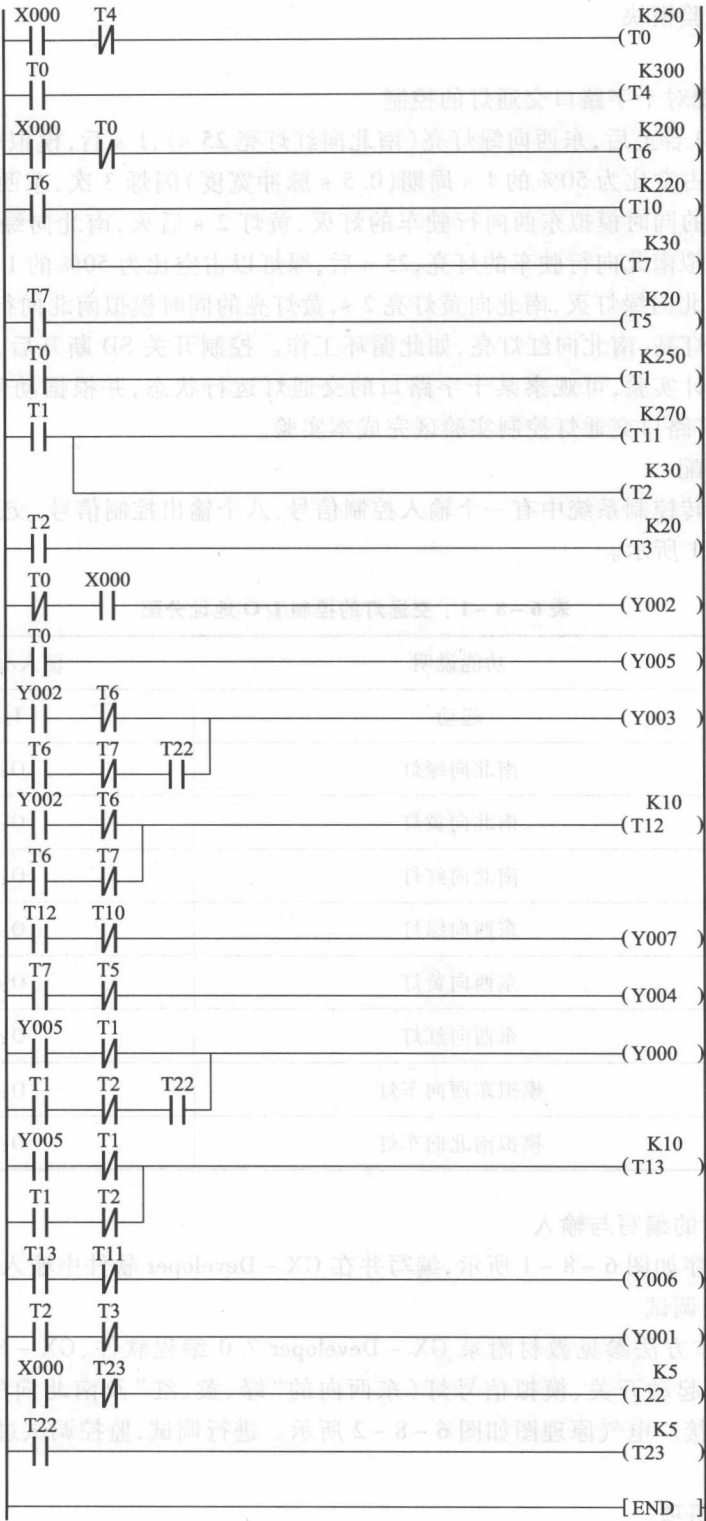 X000 T4 K250
(T0 )
T0 K300
(T4 )
X000 T0 K200
(T6 )
T6 K220
(T10 )
K30
(T7 )
T7 K20
(T5 )
T0 K250
(T1 )
T1 K270
(T11 )
K30
(T2 )
T2 K20
(T3 )
T0 X000
(Y002 )
T0
(Y005 )
Y002 T6
(Y003 )
T6 T7 T22
Y002 T6 K10
(T12 )
T6 T7
T12 T10
(Y007 )
T7 T5
(Y004 )
Y005 T1
(Y000 )
T1 T2 T22
Y005 T1 K10
(T13 )
T1 T2
T13 T11
(Y006 )
T2 T3
(Y001 )
X000 T23 K5
(T22 )
T22 K5
(T23 )
[END ]